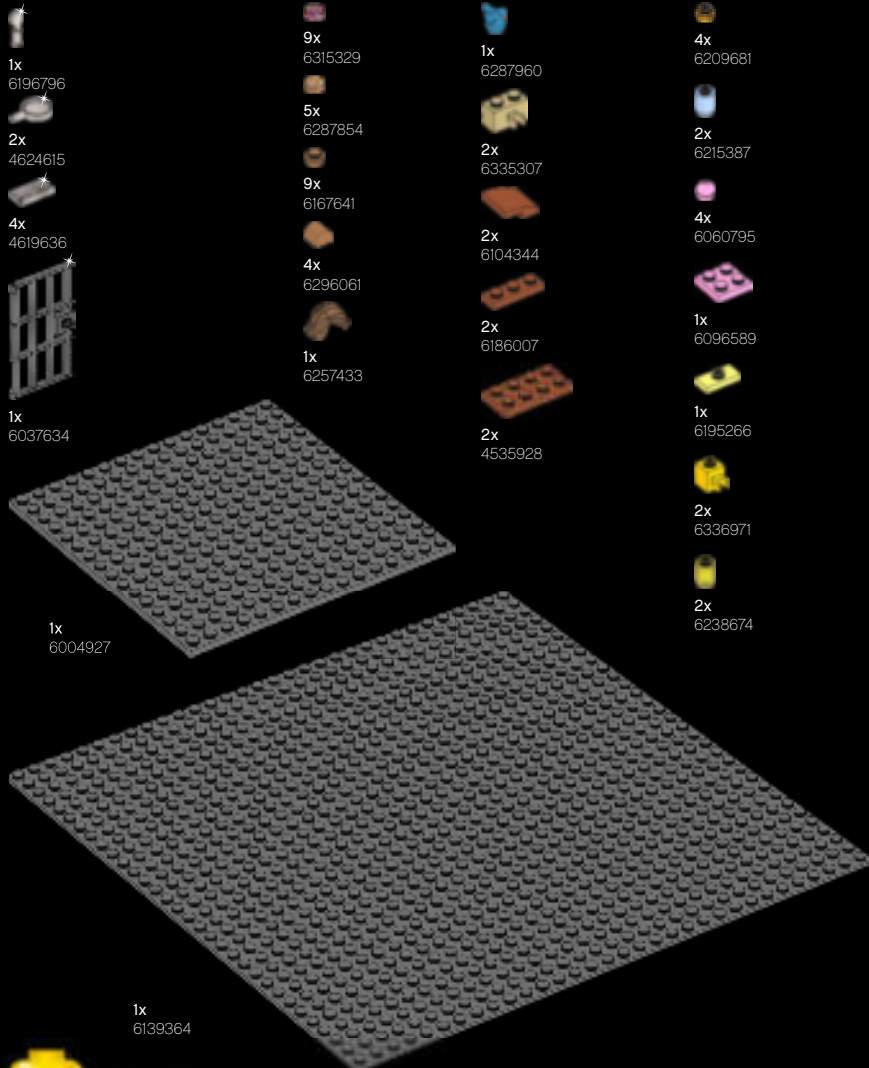 1x
6196796
2x
4624615
4x
4619636
1x
6037634
9x
6315329
5x
6287854
9x
6167641
4x
6296061
1x
6257433
1x
6287960
2x
6335307
2x
6104344
2x
6186007
2x
4535928
4x
6209681
2x
6215387
4x
6060795
1x
6096589
1x
6195266
2x
6336971
2x
6238674
1x
6004927
1x
6139364